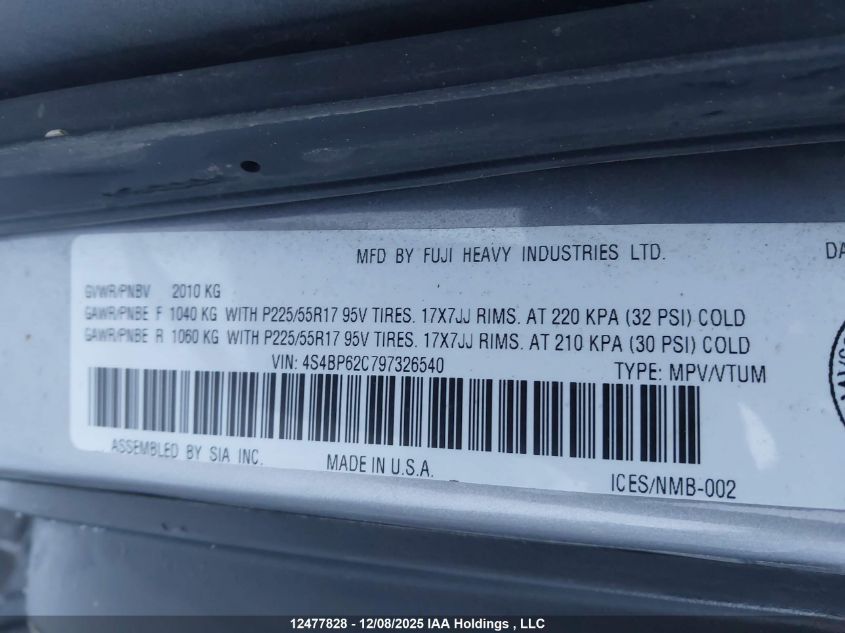 MFD BY FUJI HEAVY INDUSTRIES LTD.
GVWR/PNBV 2010 KG
GAWR/PNBE F 1040 KG WITH P225/55R17 95V TIRES. 17X7JJ RIMS. AT 220 KPA (32 PSI) COLD
GAWR/PNBE R 1060 KG WITH P225/55R17 95V TIRES. 17X7JJ RIMS. AT 210 KPA (30 PSI) COLD
VIN: 4S4BP62C797326540 TYPE: MPV/VTUM
ASSEMBLED BY SIA INC. MADE IN U.S.A. ICES/NMB-002
12477828 - 12/08/2025 IAA Holdings , LLC